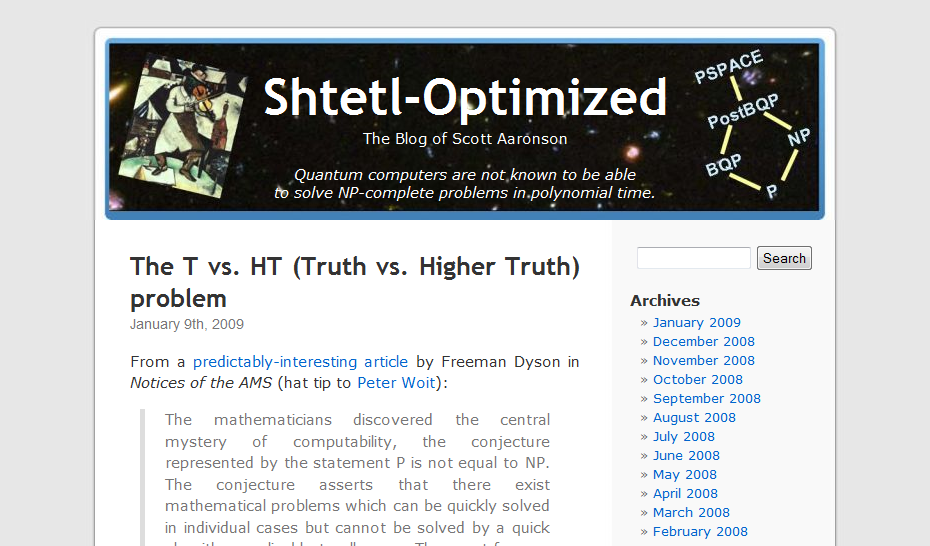 Shtetl-Optimized
The Blog of Scott Aaronson
Quantum computers are not known to be able
to solve NP-complete problems in polynomial time.
PSPACE
PostBQP
NP
BQP
P
The T vs. HT (Truth vs. Higher Truth)
problem
January 9th, 2009
From a predictably-interesting article by Freeman Dyson in
Notices of the AMS (hat tip to Peter Woit):
The mathematicians discovered the central
mystery of computability, the conjecture
represented by the statement P is not equal to NP.
The conjecture asserts that there exist
mathematical problems which can be quickly solved
in individual cases but cannot be solved by a quick
Search
Archives
» January 2009
» December 2008
» November 2008
» October 2008
» September 2008
» August 2008
» July 2008
» June 2008
» May 2008
» April 2008
» March 2008
» February 2008